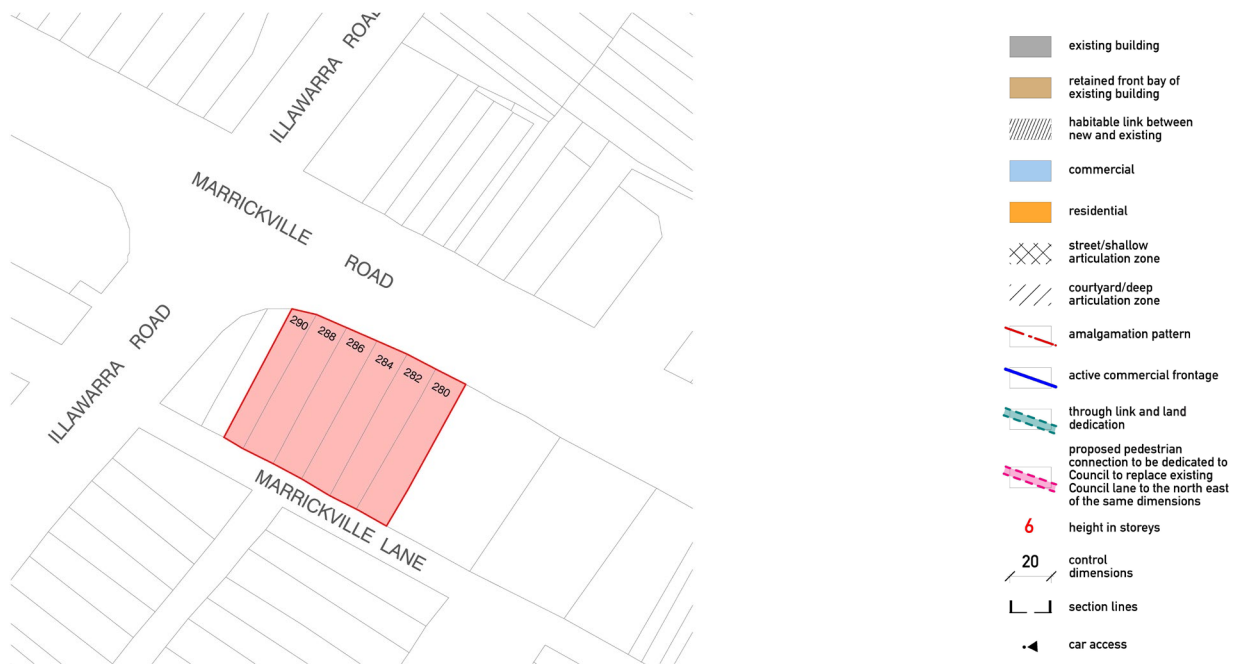 ILLAWARRA ROAD
MARRICKVILLE
ROAD
ILLAWARRA ROAD
290
288
286
284
282
280
MARRICKVILLE LANE
existing building
retained front bay of
existing building
habitable link between
new and existing
commercial
residential
street/shallow
articulation zone
courtyard/deep
articulation zone
amalgamation pattern
active commercial frontage
through link and land
dedication
proposed pedestrian
connection to be dedicated to
Council to replace existing
Council lane to the north east
of the same dimensions
6
height in storeys
20
control
dimensions
section lines
car access